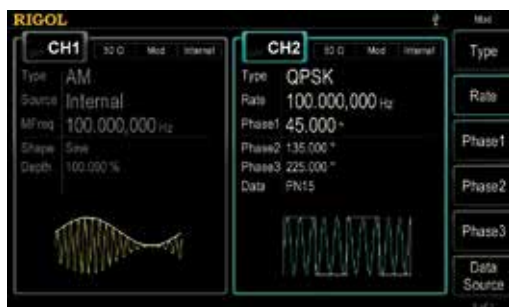 RIGOL
Mod
CH1 50 Ω Mod Internal
Type AM
Source Internal
MFreq 100.000,000 Hz
Shape Sine
Depth 100.000 %
CH2 50 Ω Mod Internal
Type QPSK
Rate 100.000,000 Hz
Phase1 45.000 °
Phase2 135.000 °
Phase3 225.000 °
Data PN15
Type
Rate
Phase1
Phase2
Phase3
Data
Source